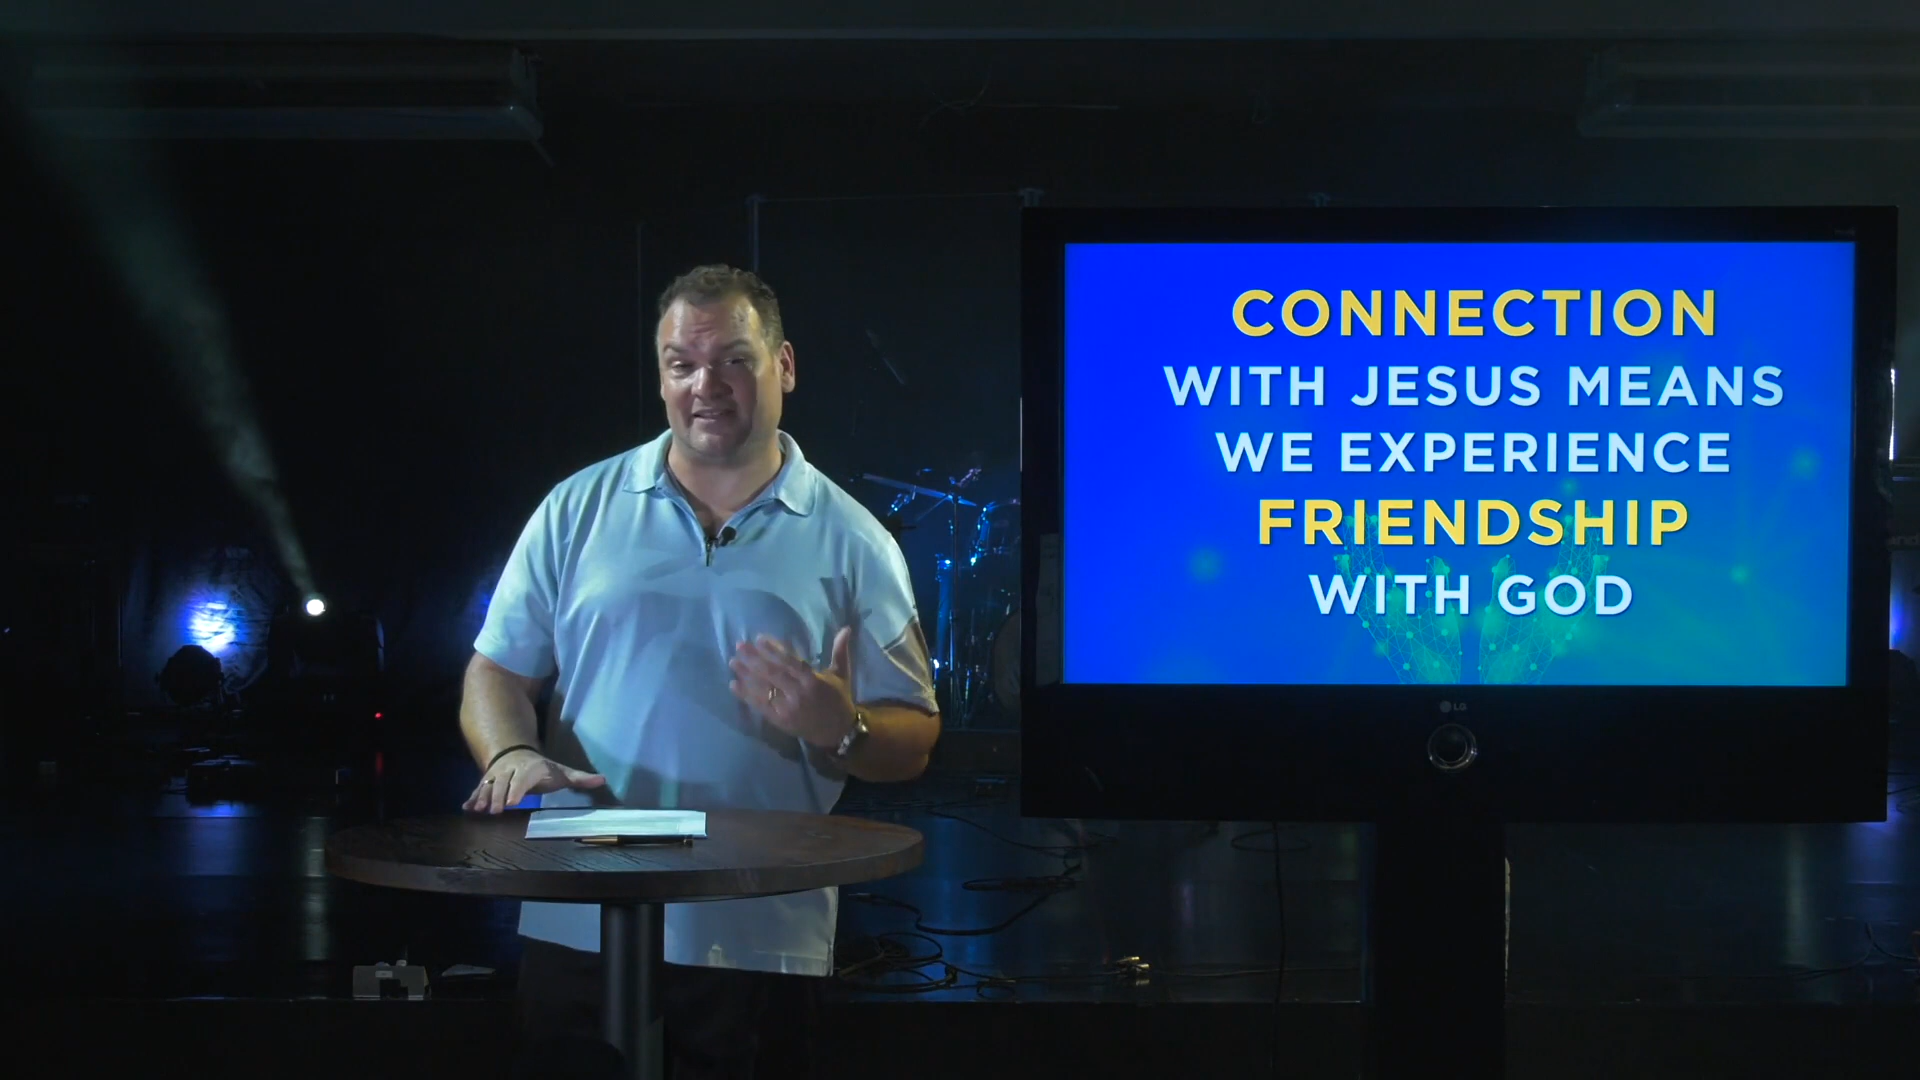 CONNECTION
WITH JESUS MEANS
WE EXPERIENCE
FRIENDSHIP
WITH GOD
LG